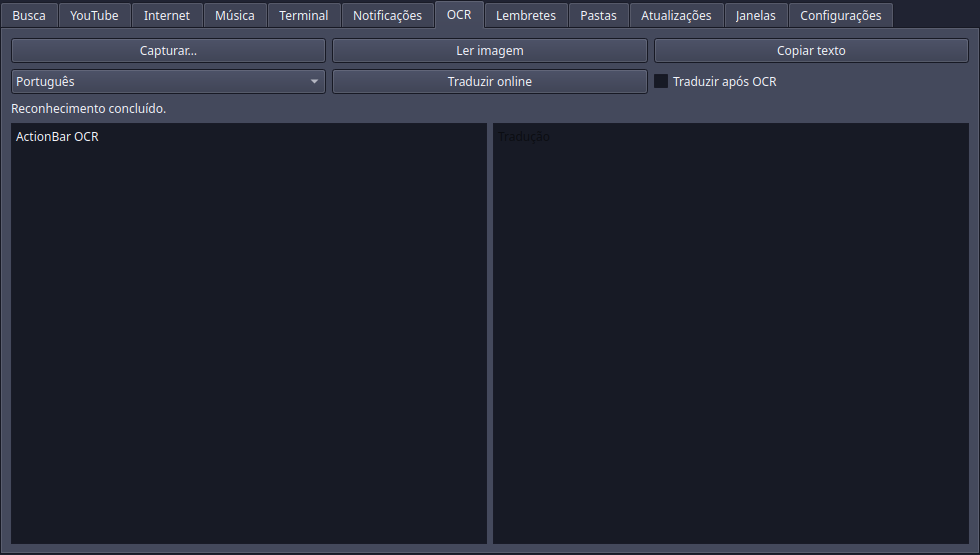 Busca YouTube Internet Música Terminal Notificações OCR Lembretes Pastas Atualizações Janelas Configurações
Capturar... Ler imagem Copiar texto
Português Traduzir online Traduzir após OCR
Reconhecimento concluído.
ActionBar OCR Tradução